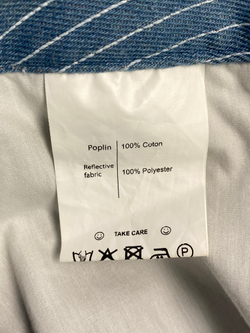 Poplin 100% Coton
Reflective
fabric 100% Polyester
TAKE CARE
P